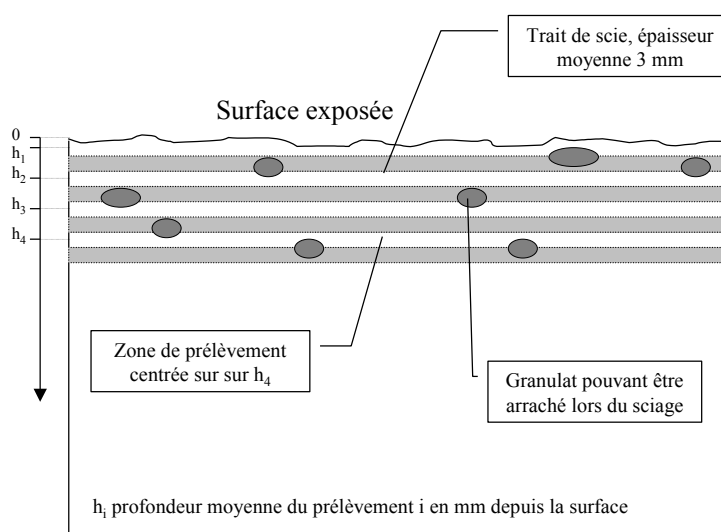 Trait de scie, épaisseur
moyenne 3 mm
Surface exposée
0
h1
h2
h3
h4
Zone de prélèvement
centrée sur sur h4
Granulat pouvant être
arraché lors du sciage
hi profondeur moyenne du prélèvement i en mm depuis la surface